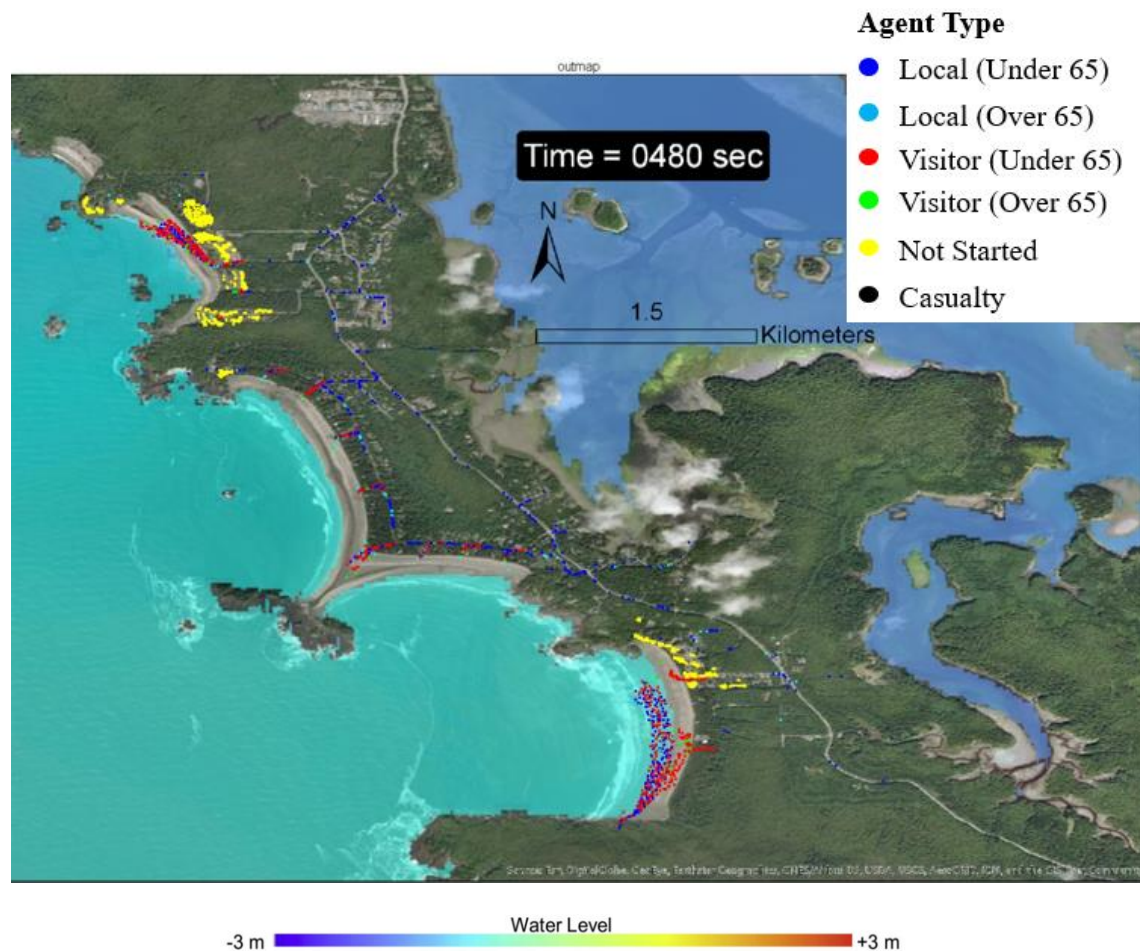 Agent Type
Local (Under 65)
Local (Over 65)
Visitor (Under 65)
Visitor (Over 65)
Not Started
Casualty
outmap
Time = 0480 sec
N
1.5
Kilometers
Water Level
-3 m
+3 m